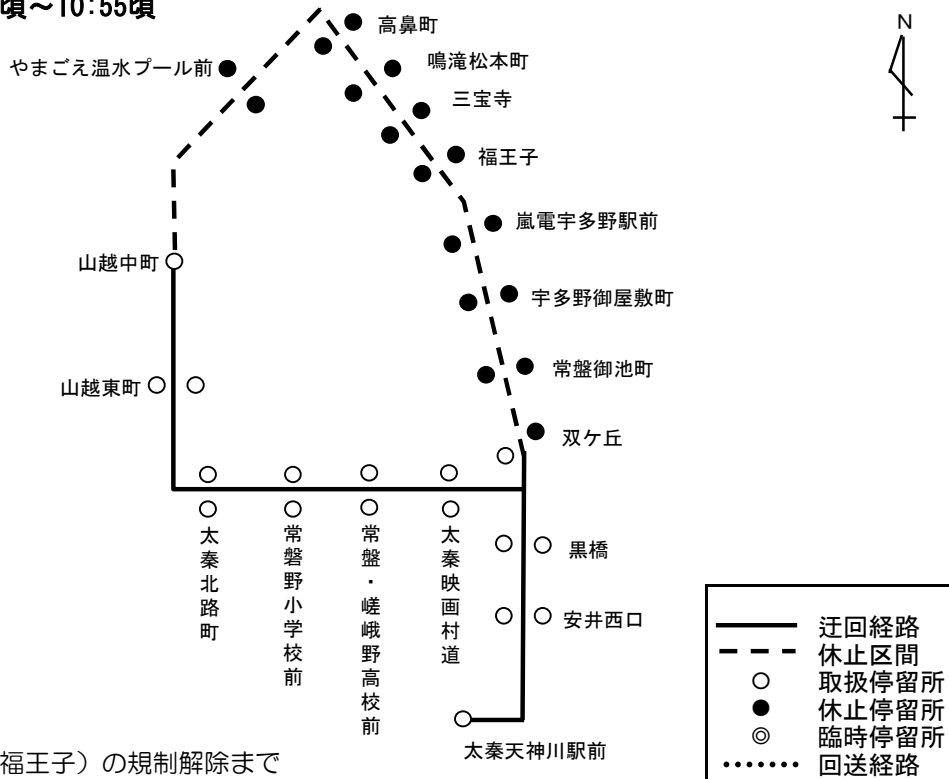 頃～10:55頃
N
高鼻町
やまごえ温水プール前
鳴滝松本町
三宝寺
福王子
嵐電宇多野駅前
山越中町
宇多野御屋敷町
常盤御池町
山越東町
双ケ丘
太秦北路町
常磐野小学校前
常盤・嵯峨野高校前
太秦映画村道
黒橋
安井西口
太秦天神川駅前
迂回経路
休止区間
取扱停留所
休止停留所
臨時停留所
回送経路
福王子）の規制解除まで